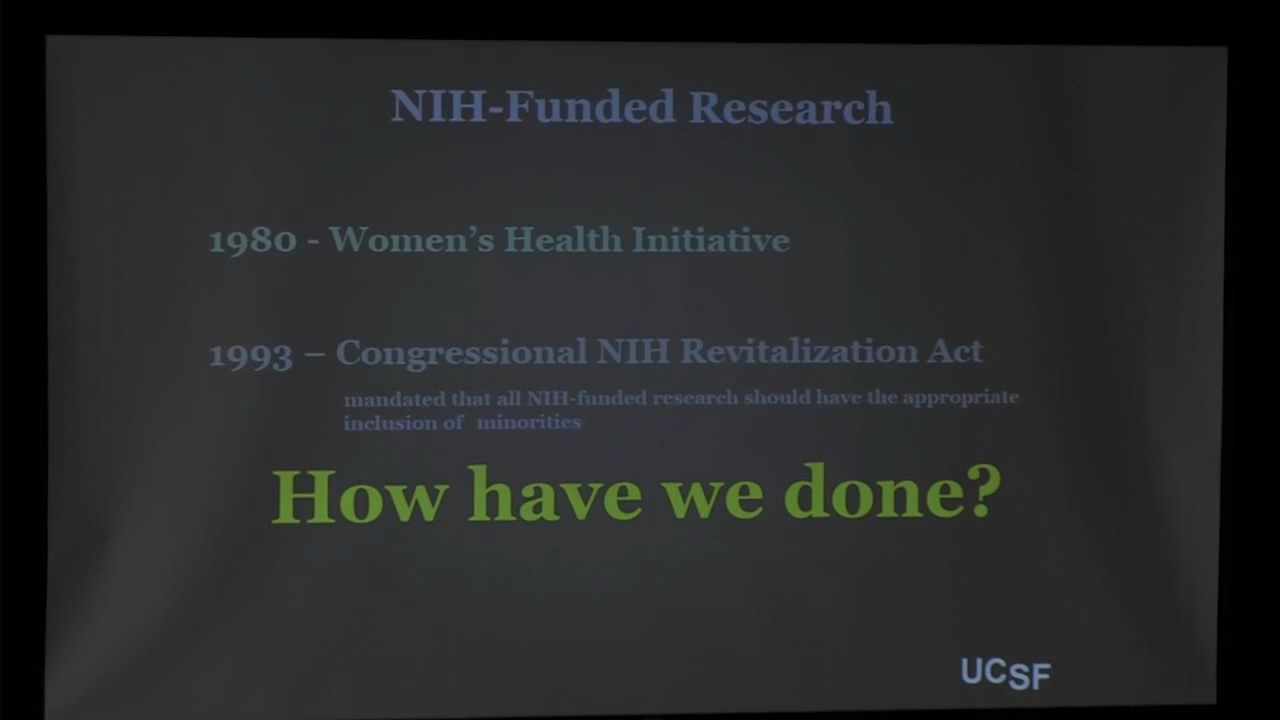 NIH-Funded Research
1980 - Women's Health Initiative
1993 – Congressional NIH Revitalization Act
mandated that all NIH-funded research should have the appropriate
inclusion of minorities
How have we done?
UCSF